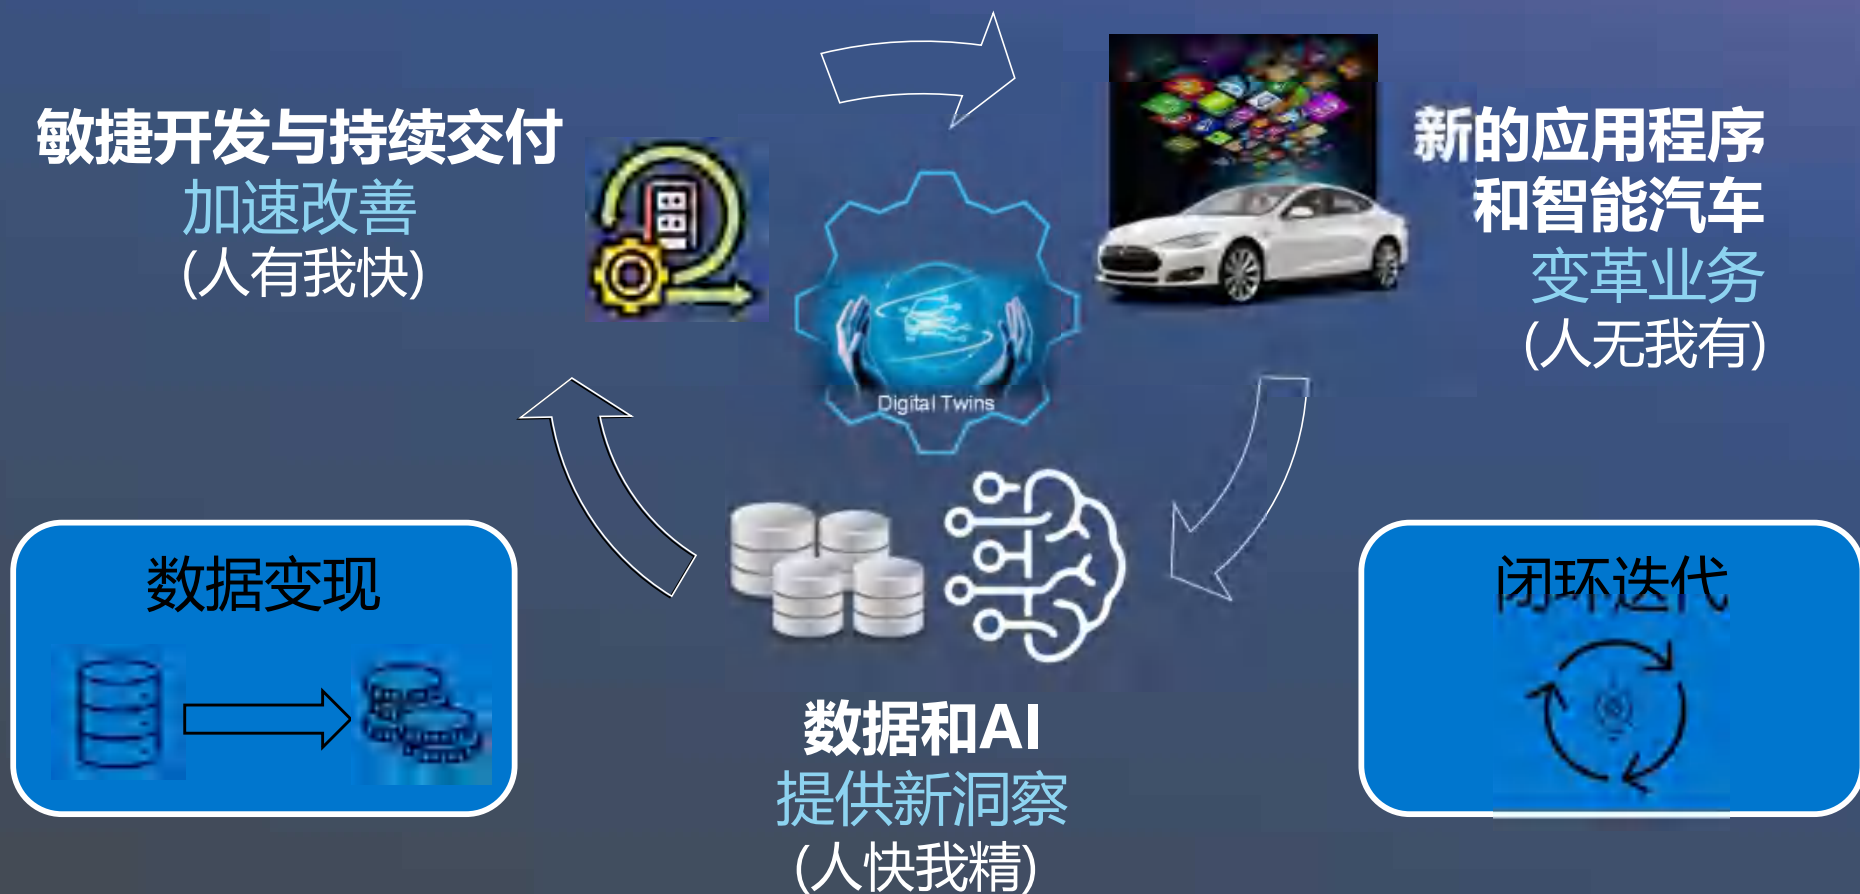 敏捷开发与持续交付
加速改善
(人有我快)
新的应用程序
和智能汽车
变革业务
(人无我有)
Digital Twins
数据变现
闭环迭代
数据和AI
提供新洞察
(人快我精)